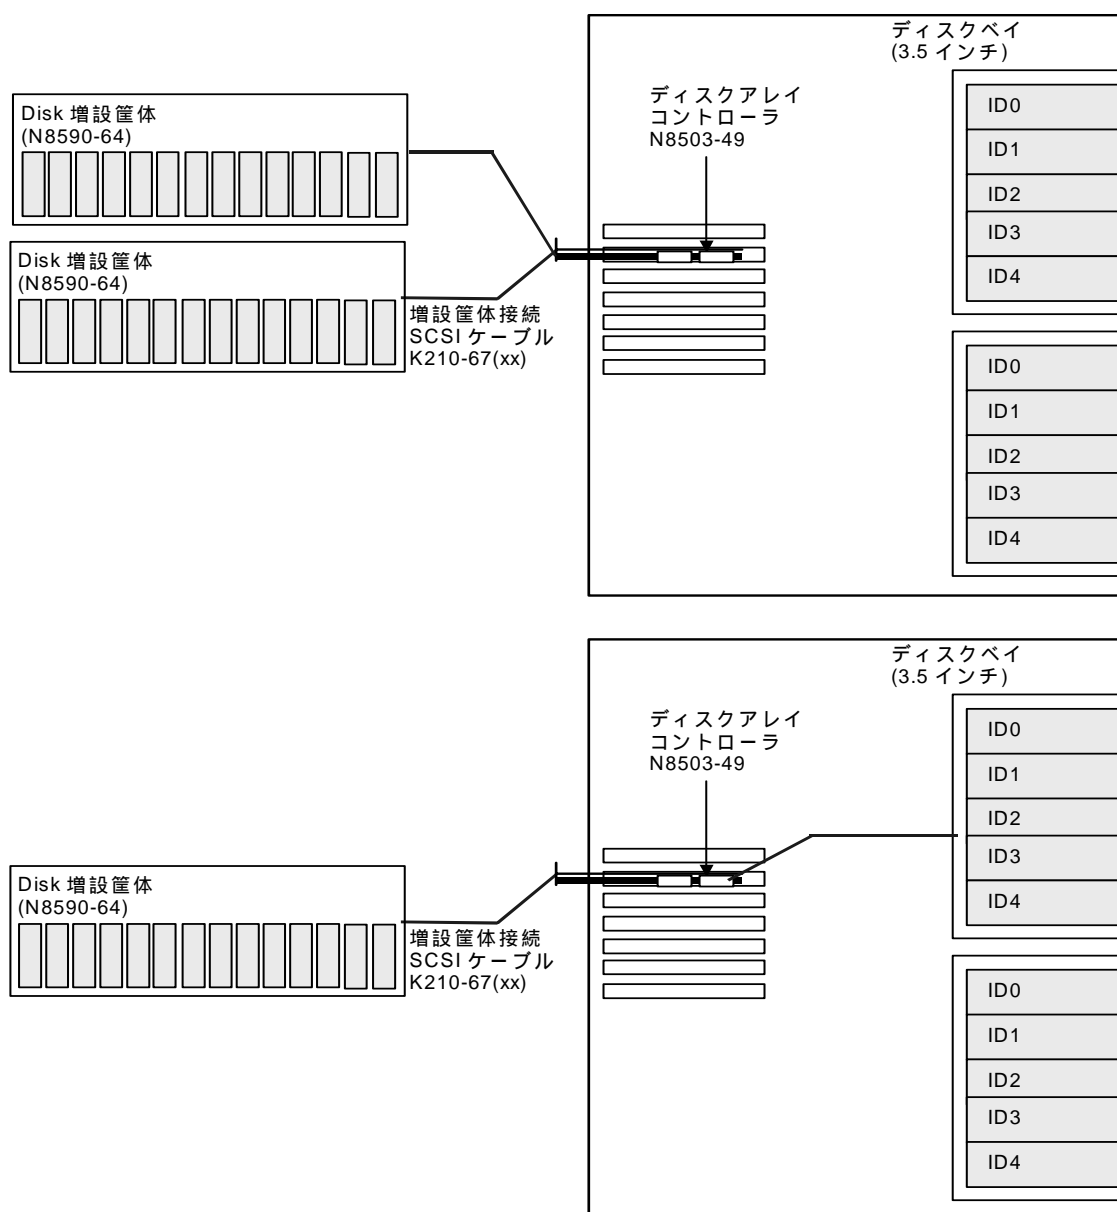 ディスクベイ
(3.5 インチ)
Disk 増設筐体
(N8590-64)
ディスクアレイ
コントローラ
N8503-49
ID0
ID1
ID2
ID3
ID4
Disk 増設筐体
(N8590-64)
増設筐体接続
SCSI ケーブル
K210-67(xx)
ID0
ID1
ID2
ID3
ID4
ディスクベイ
(3.5 インチ)
ディスクアレイ
コントローラ
N8503-49
ID0
ID1
ID2
ID3
ID4
Disk 増設筐体
(N8590-64)
増設筐体接続
SCSI ケーブル
K210-67(xx)
ID0
ID1
ID2
ID3
ID4